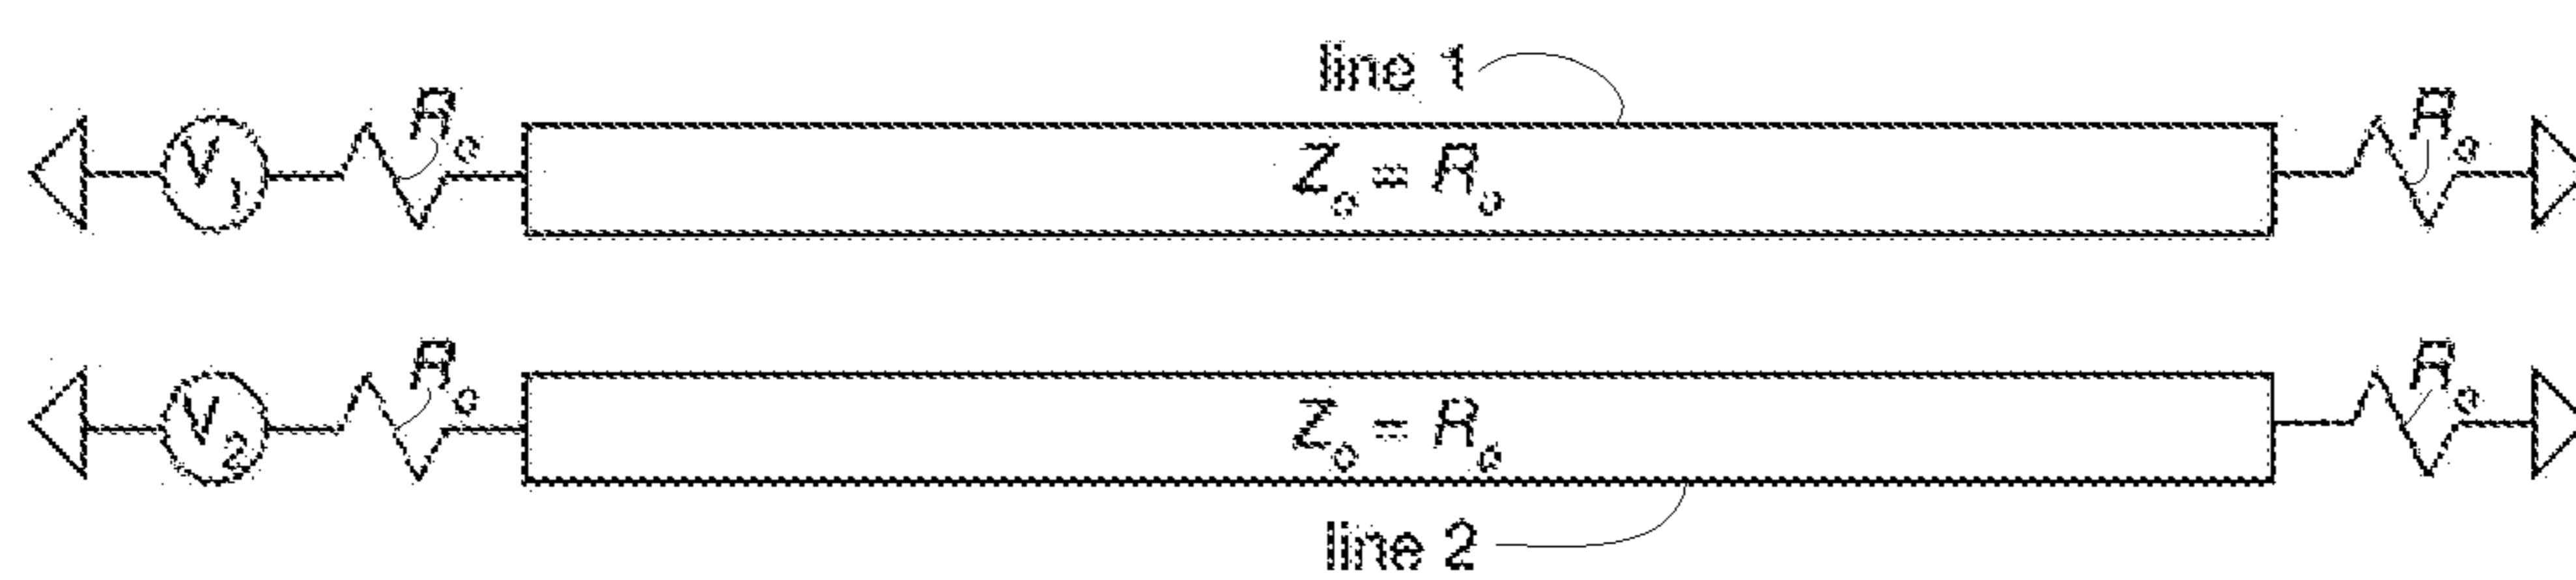 line 1
V1 Ro Zo = Ro Ro
V2 Ro Zo = Ro Ro
line 2